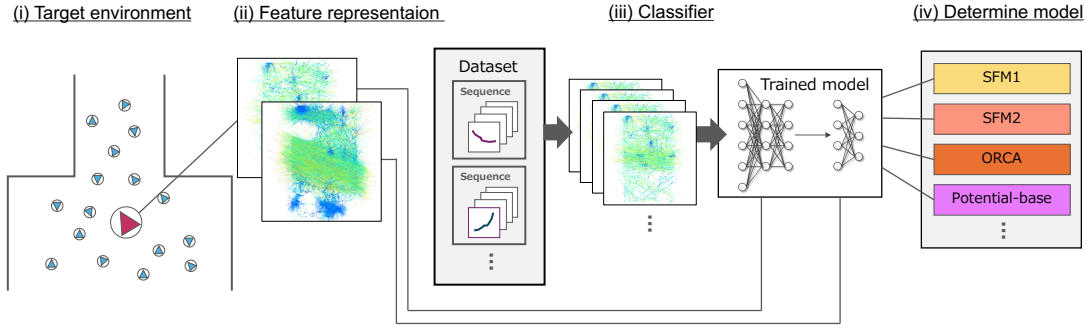 (i) Target environment
(ii) Feature representaion
(iii) Classifier
(iv) Determine model
Dataset
Sequence
Sequence
Trained model
SFM1
SFM2
ORCA
Potential-base